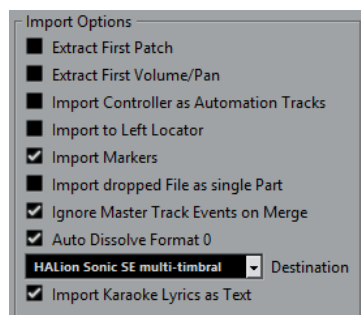 Import Options
Extract First Patch
Extract First Volume/Pan
Import Controller as Automation Tracks
Import to Left Locator
Import Markers
Import dropped File as single Part
Ignore Master Track Events on Merge
Auto Dissolve Format 0
HALion Sonic SE multi-timbral Destination
Import Karaoke Lyrics as Text